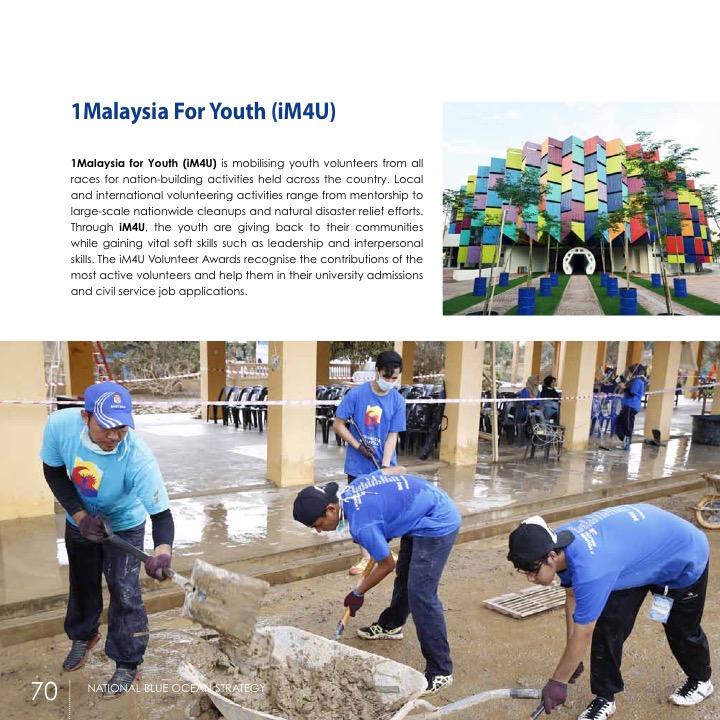 1Malaysia For Youth (iM4U)
1Malaysia for Youth (iM4U) is mobilising youth volunteers from all
races for nation-building activities held across the country. Local
and international volunteering activities range from mentorship to
large-scale nationwide cleanups and natural disaster relief efforts.
Through iM4U, the youth are giving back to their communities
while gaining vital soft skills such as leadership and interpersonal
skills. The iM4U Volunteer Awards recognise the contributions of the
most active volunteers and help them in their university admissions
and civil service job applications.
70
NATIONAL BLUE OCEAN STRATEGY